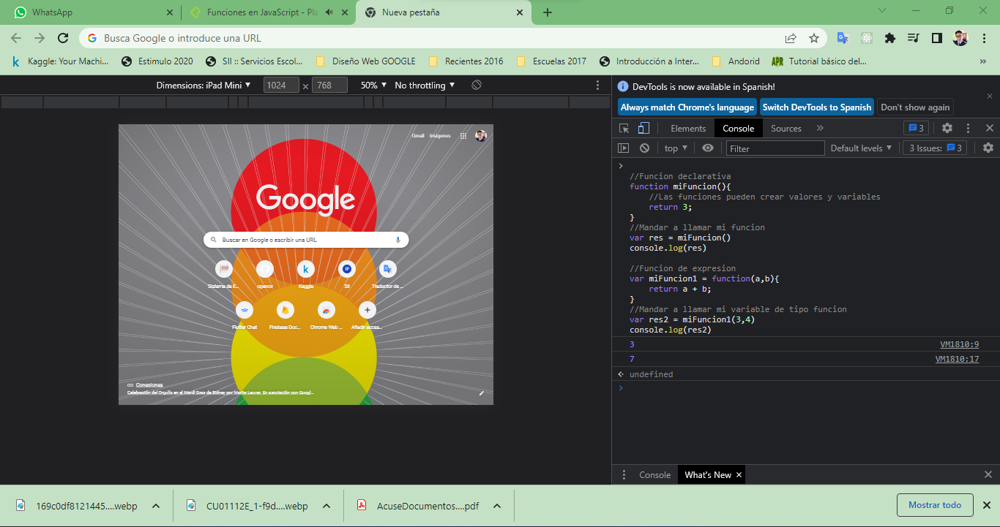 WhatsApp
Funciones en JavaScript - Pla
Nueva pestaña
Busca Google o introduce una URL
Kaggle: Your Machi...
Estimulo 2020
SII :: Servicios Escol...
Diseño Web GOOGLE
Recientes 2016
Escuelas 2017
Introducción a Inter...
Andorid
APR
Tutorial básico del...
»
Dimensions: iPad Mini
1024
×
768
50%
No throttling
DevTools is now available in Spanish!
Always match Chrome's language
Switch DevTools to Spanish
Don't show again
Elements
Console
Sources
»
3
top
Filter
Default levels
3 Issues:
3
Gmail
Imágenes
Google
Buscar en Google o escribir una URL
Sistema de E...
opencv
k
Kaggle
SII
Traductor de ...
Flutter Chat
Firebase Doc...
Chrome Web ...
Añadir acces...
Conexiones
Celebración del Orgullo en el Mardi Gras de Sídney por
En asociación con Googl...
//Funcion declarativa
function miFuncion(){
//Las funciones pueden crear valores y variables
return 3;
}
//Mandar a llamar mi funcion
var res = miFuncion()
console.log(res)
//Funcion de expresion
var miFuncion1 = function(a,b){
return a + b;
}
//Mandar a llamar mi variable de tipo funcion
var res2 = miFuncion1(3,4)
console.log(res2)
3
VM1810:9
7
VM1810:17
undefined
Console
What's New
169c0df8121445....webp
CU01112E_1-f9d....webp
AcuseDocumentos....pdf
Mostrar todo